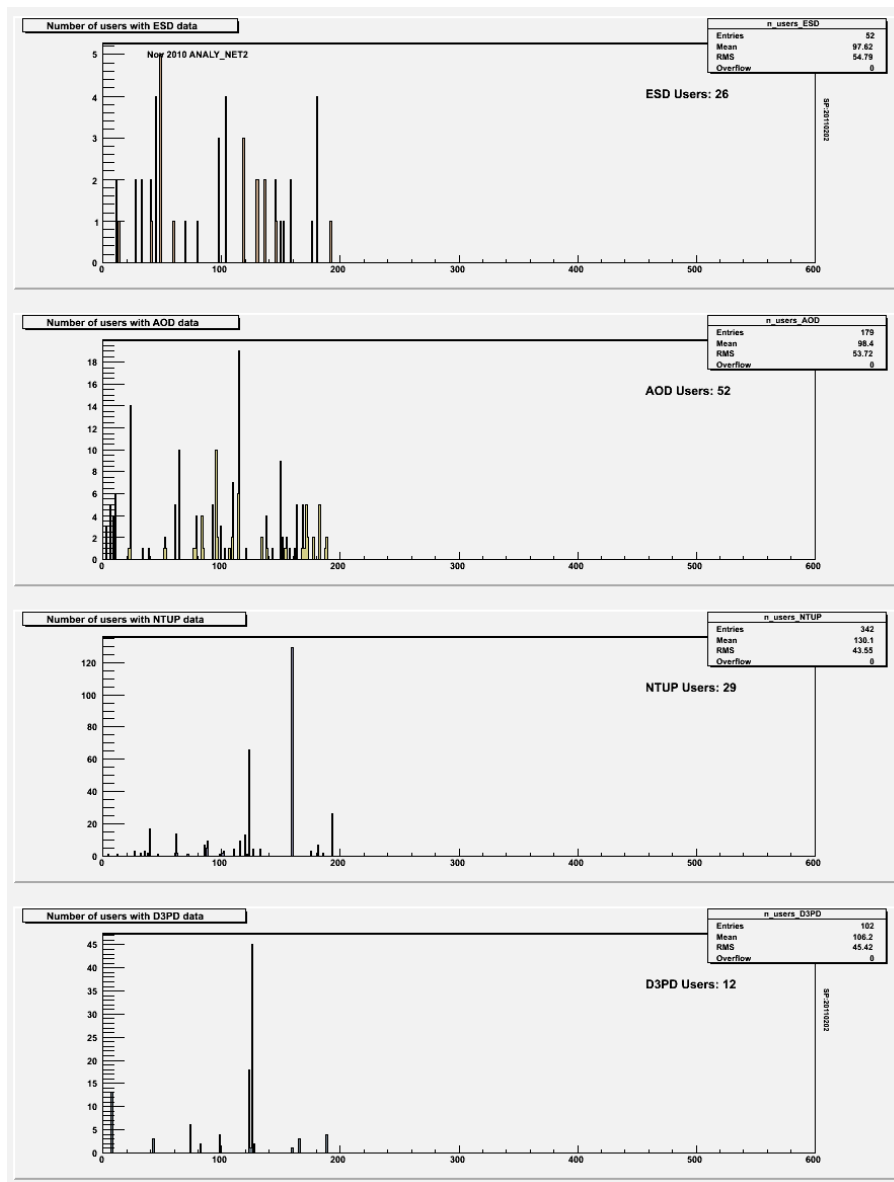 Number of users with ESD data
n_users_ESD
Entries 52
Mean 97.62
RMS 54.79
Overflow 0
Nov 2010 ANALY_NET2
ESD Users: 26
SP:20110202
5
4
3
2
1
0
0 100 200 300 400 500 600
Number of users with AOD data
n_users_AOD
Entries 179
Mean 98.4
RMS 53.72
Overflow 0
AOD Users: 52
18
16
14
12
10
8
6
4
2
0
0 100 200 300 400 500 600
Number of users with NTUP data
n_users_NTUP
Entries 342
Mean 130.1
RMS 43.55
Overflow 0
NTUP Users: 29
120
100
80
60
40
20
0
0 100 200 300 400 500 600
Number of users with D3PD data
n_users_D3PD
Entries 102
Mean 106.2
RMS 45.42
Overflow 0
D3PD Users: 12
SP:20110202
45
40
35
30
25
20
15
10
5
0
0 100 200 300 400 500 600